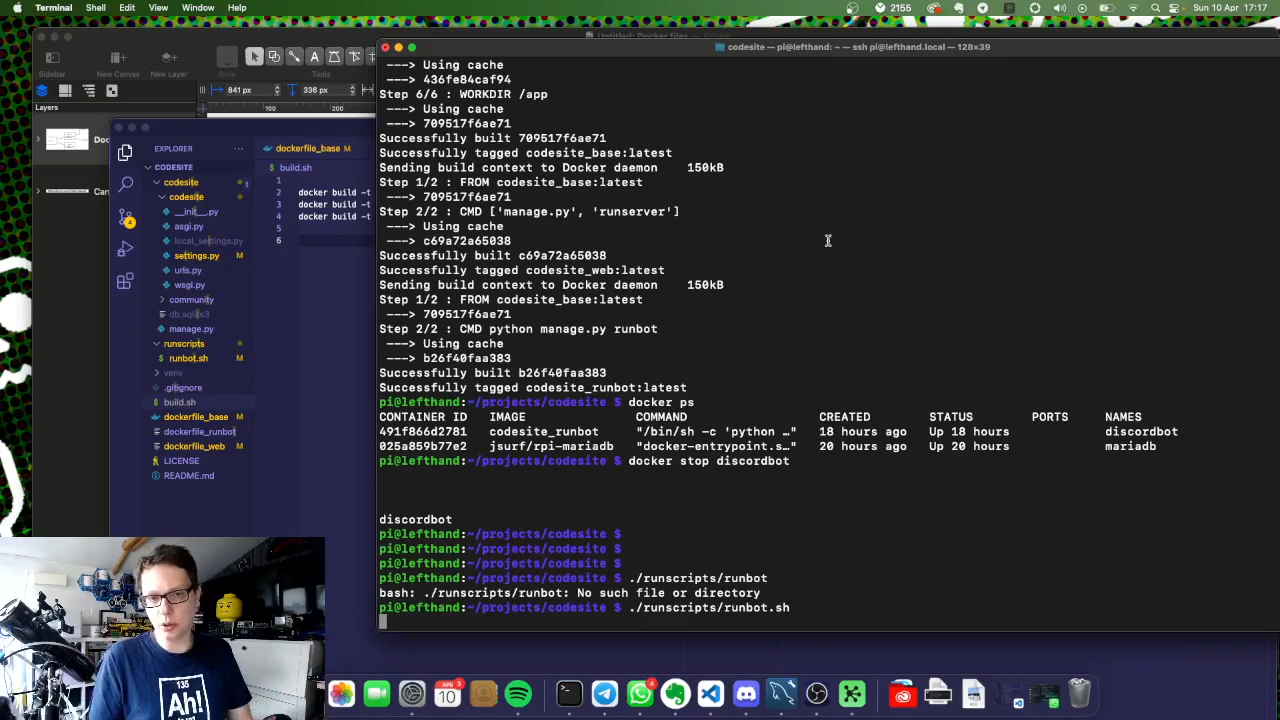 Terminal Shell Edit View Window Help 2155 Sun 10 Apr 17:17
Untitled: Docker files — Edited
Sidebar New Canvas New Layer Style Tools
841 px 336 px
Layers
100 200
Doc
Can
EXPLORER
CODESITE
codesite
codesite
__init__.py
asgi.py
local_settings.py
settings.py M
urls.py
wsgi.py
community
db.sqlite3
manage.py
runscripts
runbot.sh M
venv
.gitignore
build.sh
dockerfile_base M
dockerfile_runbot
dockerfile_web M
LICENSE
README.md
dockerfile_base M
build.sh
1
2 docker build -t
3 docker build -t
4 docker build -t
5
6
codesite — pi@lefthand: ~ — ssh pi@lefthand.local — 128×39
---> Using cache
---> 436fe84caf94
Step 6/6 : WORKDIR /app
---> Using cache
---> 709517f6ae71
Successfully built 709517f6ae71
Successfully tagged codesite_base:latest
Sending build context to Docker daemon 150kB
Step 1/2 : FROM codesite_base:latest
---> 709517f6ae71
Step 2/2 : CMD ['manage.py', 'runserver']
---> Using cache
---> c69a72a65038
Successfully built c69a72a65038
Successfully tagged codesite_web:latest
Sending build context to Docker daemon 150kB
Step 1/2 : FROM codesite_base:latest
---> 709517f6ae71
Step 2/2 : CMD python manage.py runbot
---> Using cache
---> b26f40faa383
Successfully built b26f40faa383
Successfully tagged codesite_runbot:latest
pi@lefthand:~/projects/codesite $ docker ps
CONTAINER ID IMAGE COMMAND CREATED STATUS PORTS NAMES
491f866d2781 codesite_runbot "/bin/sh -c 'python …" 18 hours ago Up 18 hours discordbot
025a859b77e2 jsurf/rpi-mariadb "docker-entrypoint.s…" 20 hours ago Up 20 hours mariadb
pi@lefthand:~/projects/codesite $ docker stop discordbot
discordbot
pi@lefthand:~/projects/codesite $
pi@lefthand:~/projects/codesite $
pi@lefthand:~/projects/codesite $
pi@lefthand:~/projects/codesite $ ./runscripts/runbot
bash: ./runscripts/runbot: No such file or directory
pi@lefthand:~/projects/codesite $ ./runscripts/runbot.sh
135
Ah!